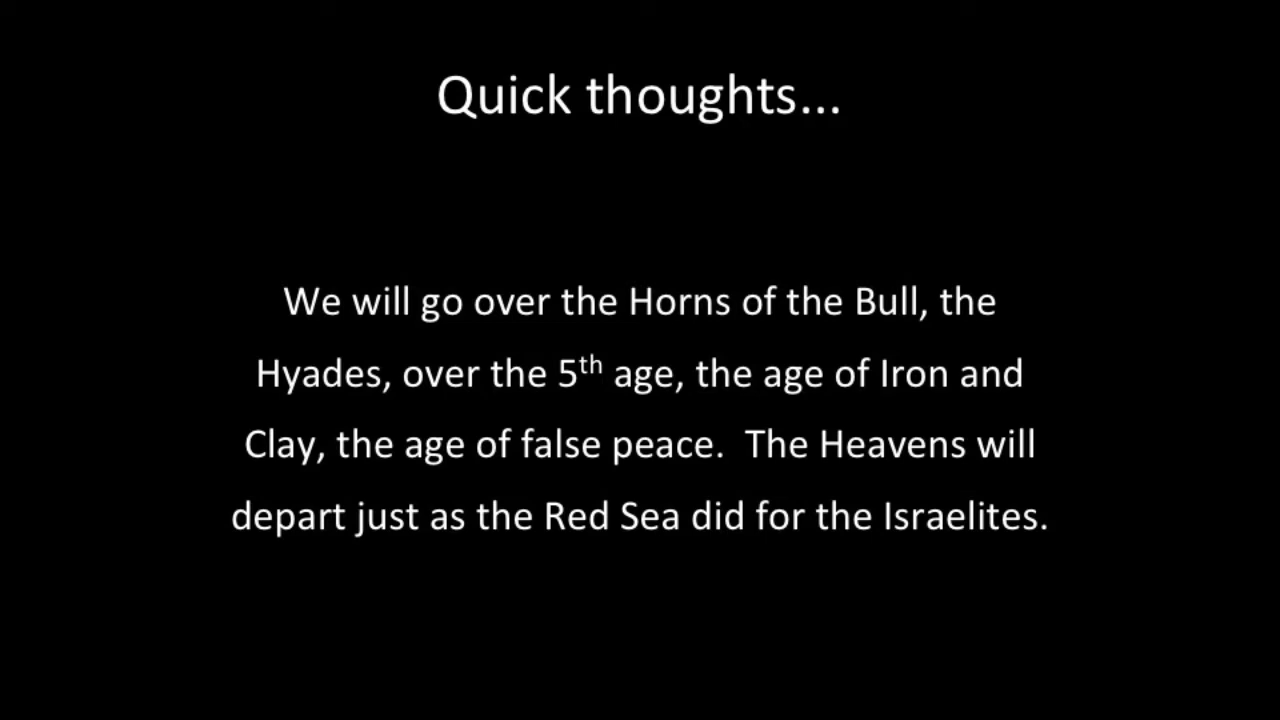 Quick thoughts...
We will go over the Horns of the Bull, the
Hyades, over the 5th age, the age of Iron and
Clay, the age of false peace.  The Heavens will
depart just as the Red Sea did for the Israelites.